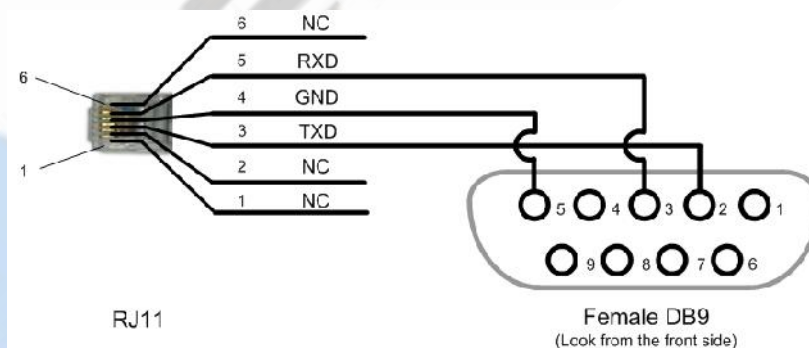 6 NC
5 RXD
4 GND
3 TXD
2 NC
1 NC
6
1
5 4 3 2 1
9 8 7 6
RJ11
Female DB9
(Look from the front side)